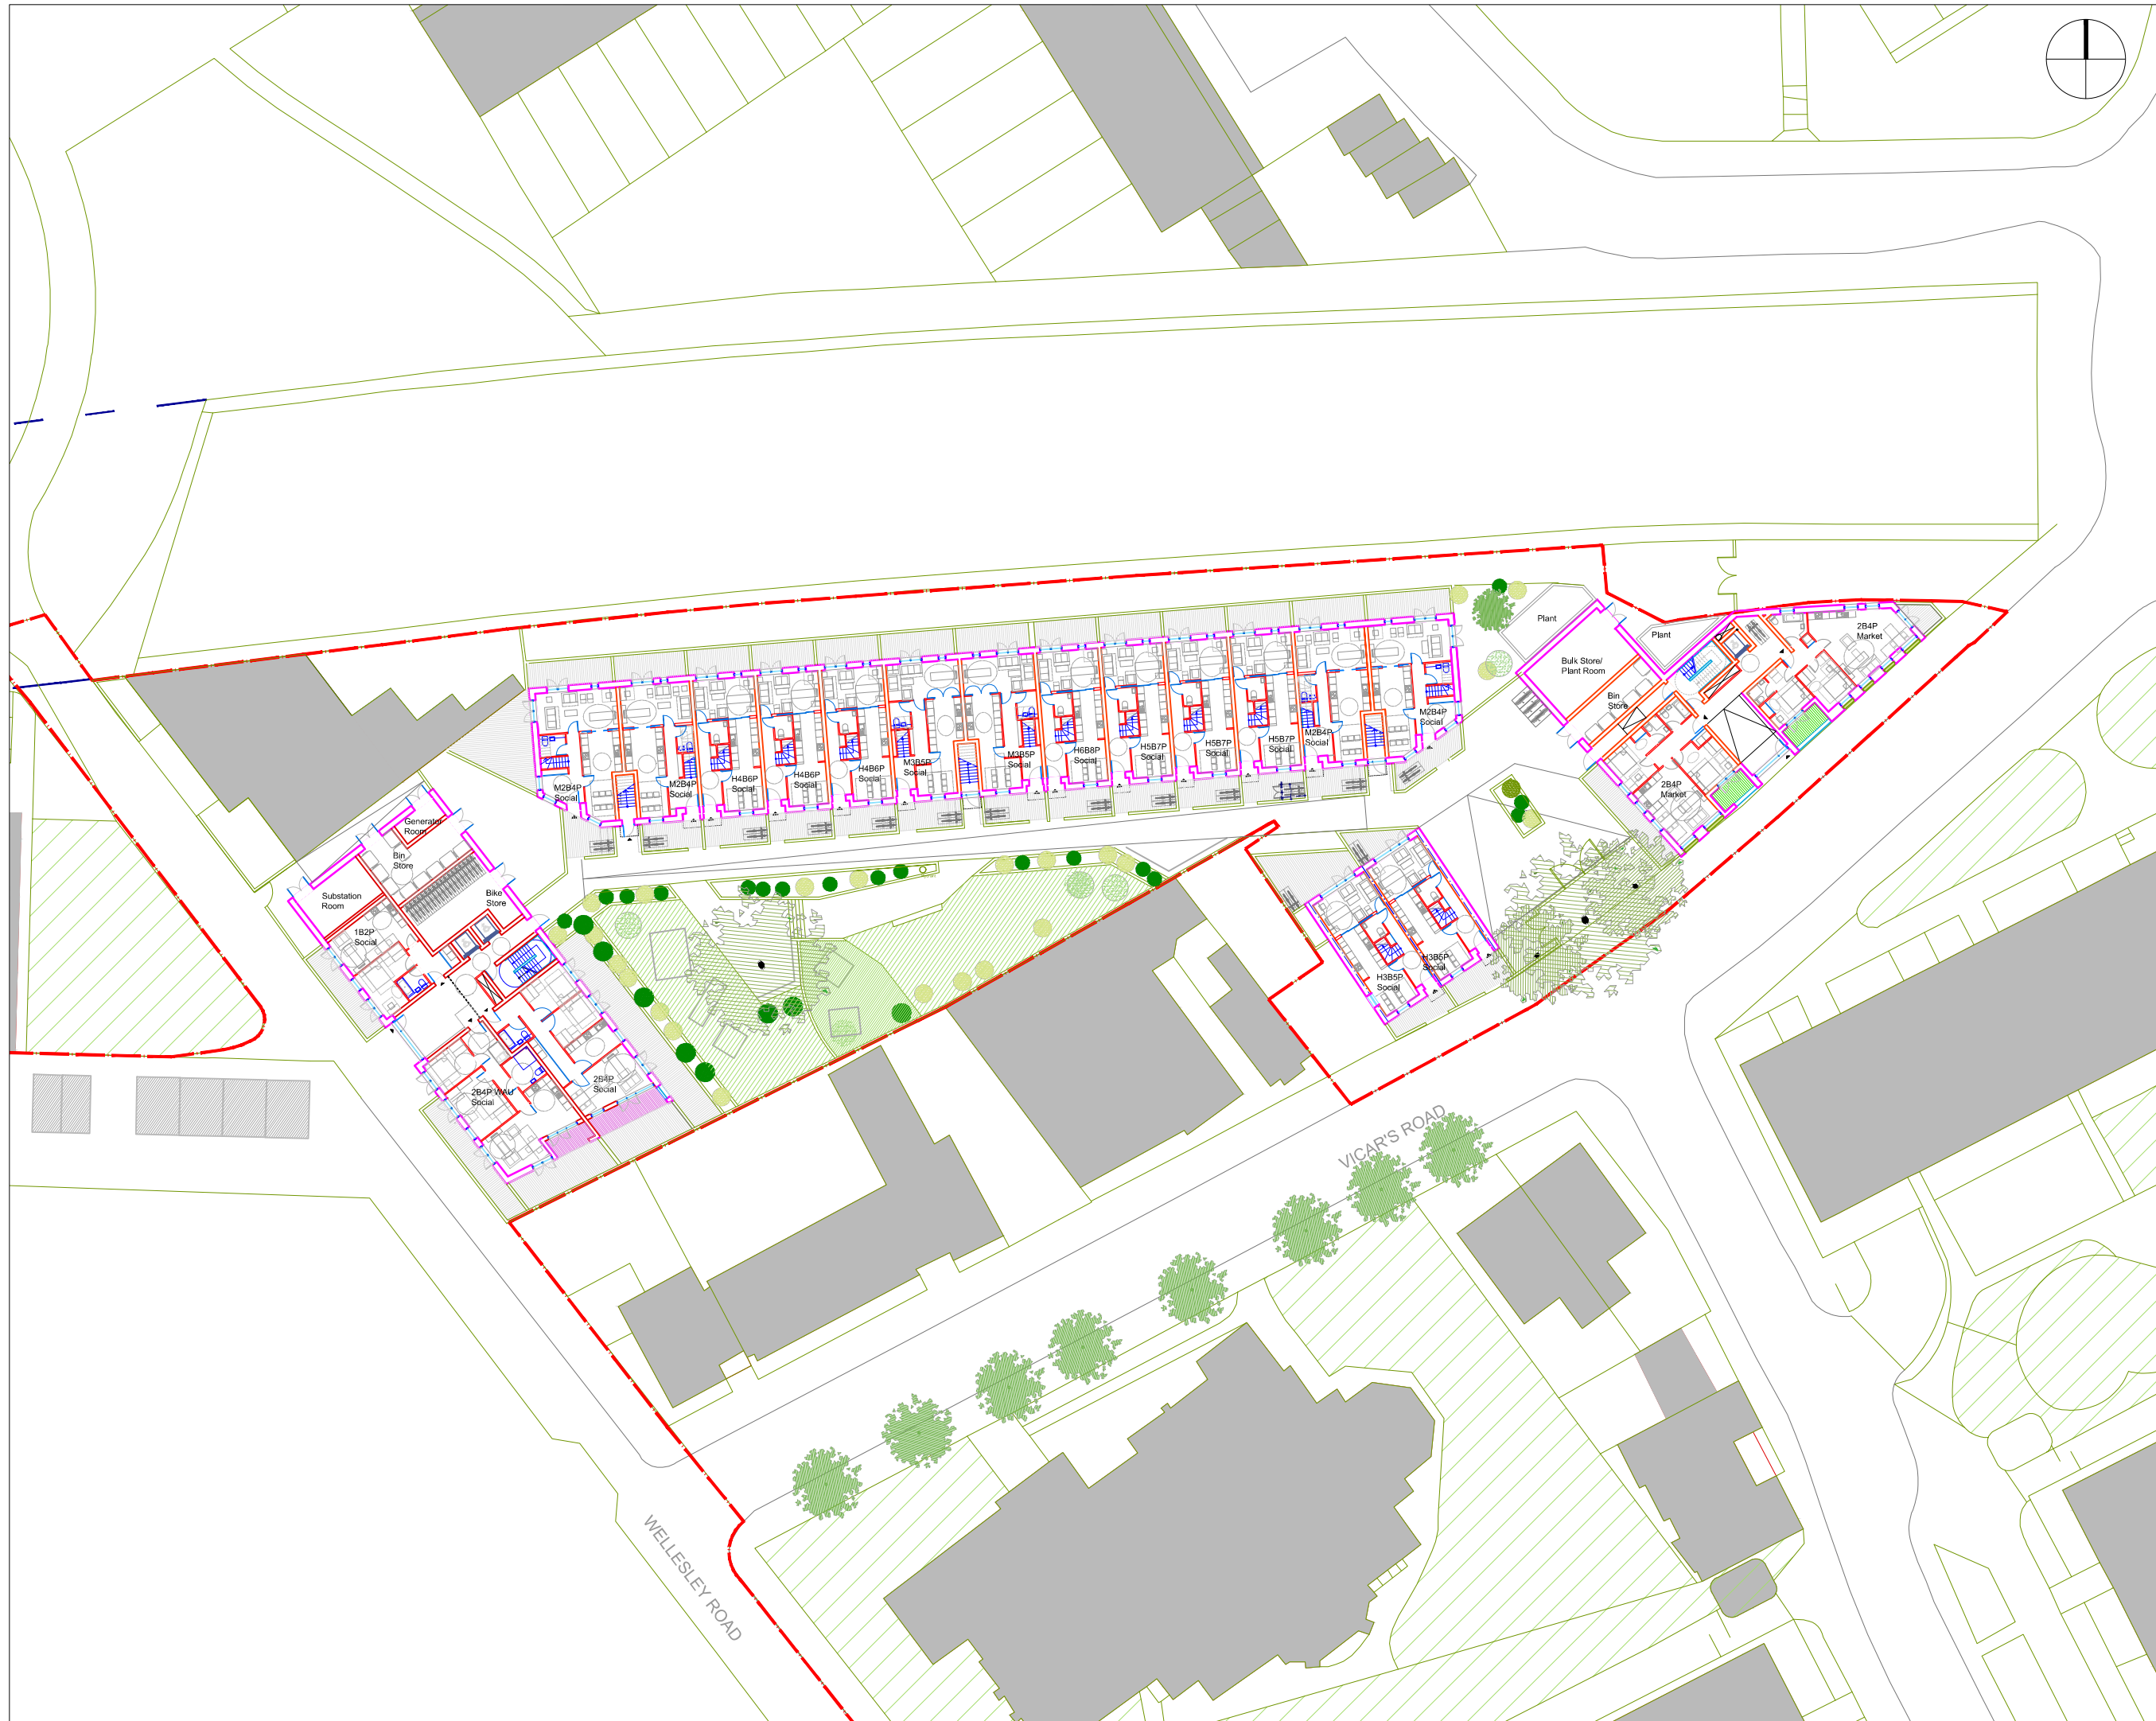 Plant
Plant
2B4P
Market
Bulk Store/
Plant Room
Bin
Store
2B4P
Market
M2B4P
Social
M2B4P
Social
H4B6P
Social
H4B6P
Social
H4B6P
Social
M3B5P
Social
M3B5P
Social
H6B8P
Social
H5B7P
Social
H5B7P
Social
H5B7P
Social
M2B4P
Social
M2B4P
Social
Generator
Room
Bin
Store
Bike
Store
Substation
Room
1B2P
Social
2B4P WAU
Social
2B4P
Social
H3B5P
Social
H3B5P
Social
VICAR'S ROAD
WELLESLEY ROAD